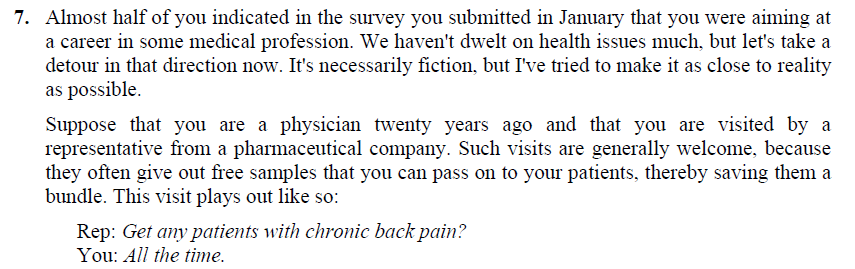 7. Almost half of you indicated in the survey you submitted in January that you were aiming at
a career in some medical profession. We haven't dwelt on health issues much, but let's take a
detour in that direction now. It's necessarily fiction, but I've tried to make it as close to reality
as possible.
Suppose that you are a physician twenty years ago and that you are visited by a
representative from a pharmaceutical company. Such visits are generally welcome, because
they often give out free samples that you can pass on to your patients, thereby saving them a
bundle. This visit plays out like so:
Rep: Get any patients with chronic back pain?
You: All the time.